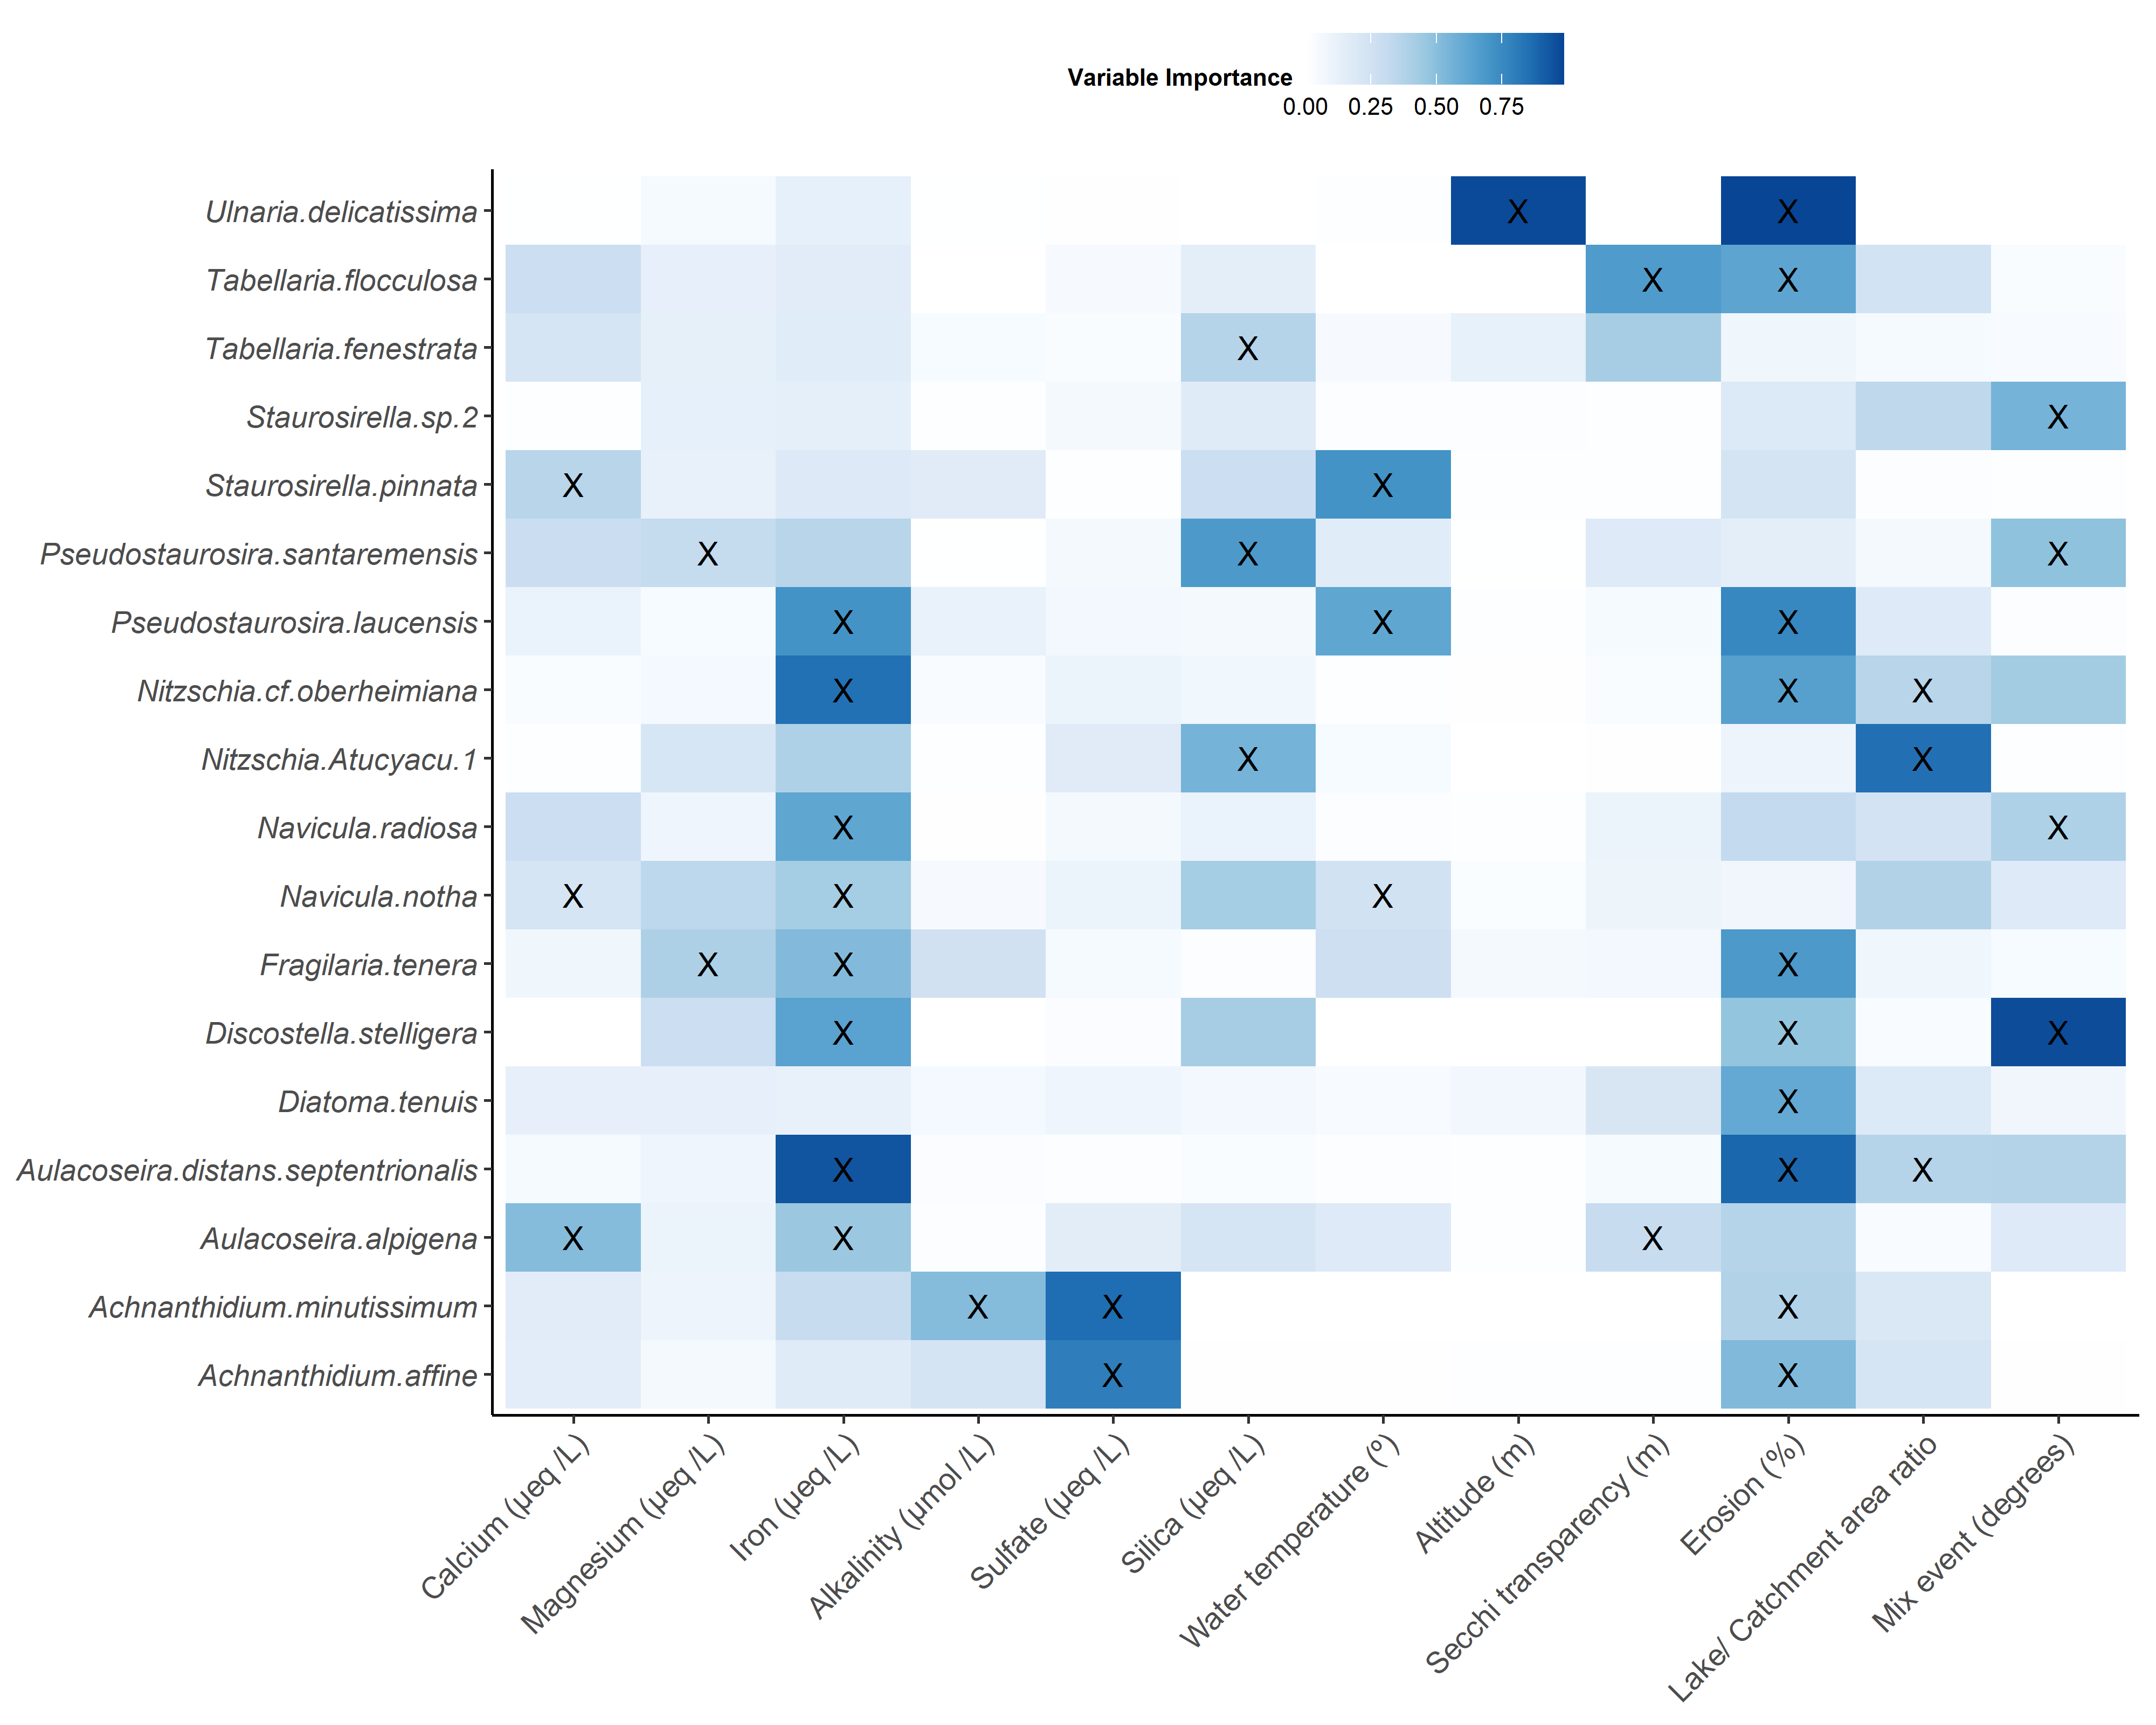 Variable Importance
0.00 0.25 0.50 0.75
Ulnaria.delicatissima X X
Tabellaria.flocculosa X X
Tabellaria.fenestrata X
Staurosirella.sp.2 X
Staurosirella.pinnata X X
Pseudostaurosira.santaremensis X X X
Pseudostaurosira.laucensis X X X
Nitzschia.cf.oberheimiana X X X
Nitzschia.Atucyacu.1 X X
Navicula.radiosa X X
Navicula.notha X X X
Fragilaria.tenera X X X
Discostella.stelligera X X X
Diatoma.tenuis X
Aulacoseira.distans.septentrionalis X X X
Aulacoseira.alpigena X X X
Achnanthidium.minutissimum X X X
Achnanthidium.affine X X
Calcium (µeq /L)
Magnesium (µeq /L)
Iron (µeq /L)
Alkalinity (µmol /L)
Sulfate (µeq /L)
Silica (µeq /L)
Water temperature (º)
Altitude (m)
Secchi transparency (m)
Erosion (%)
Lake/ Catchment area ratio
Mix event (degrees)